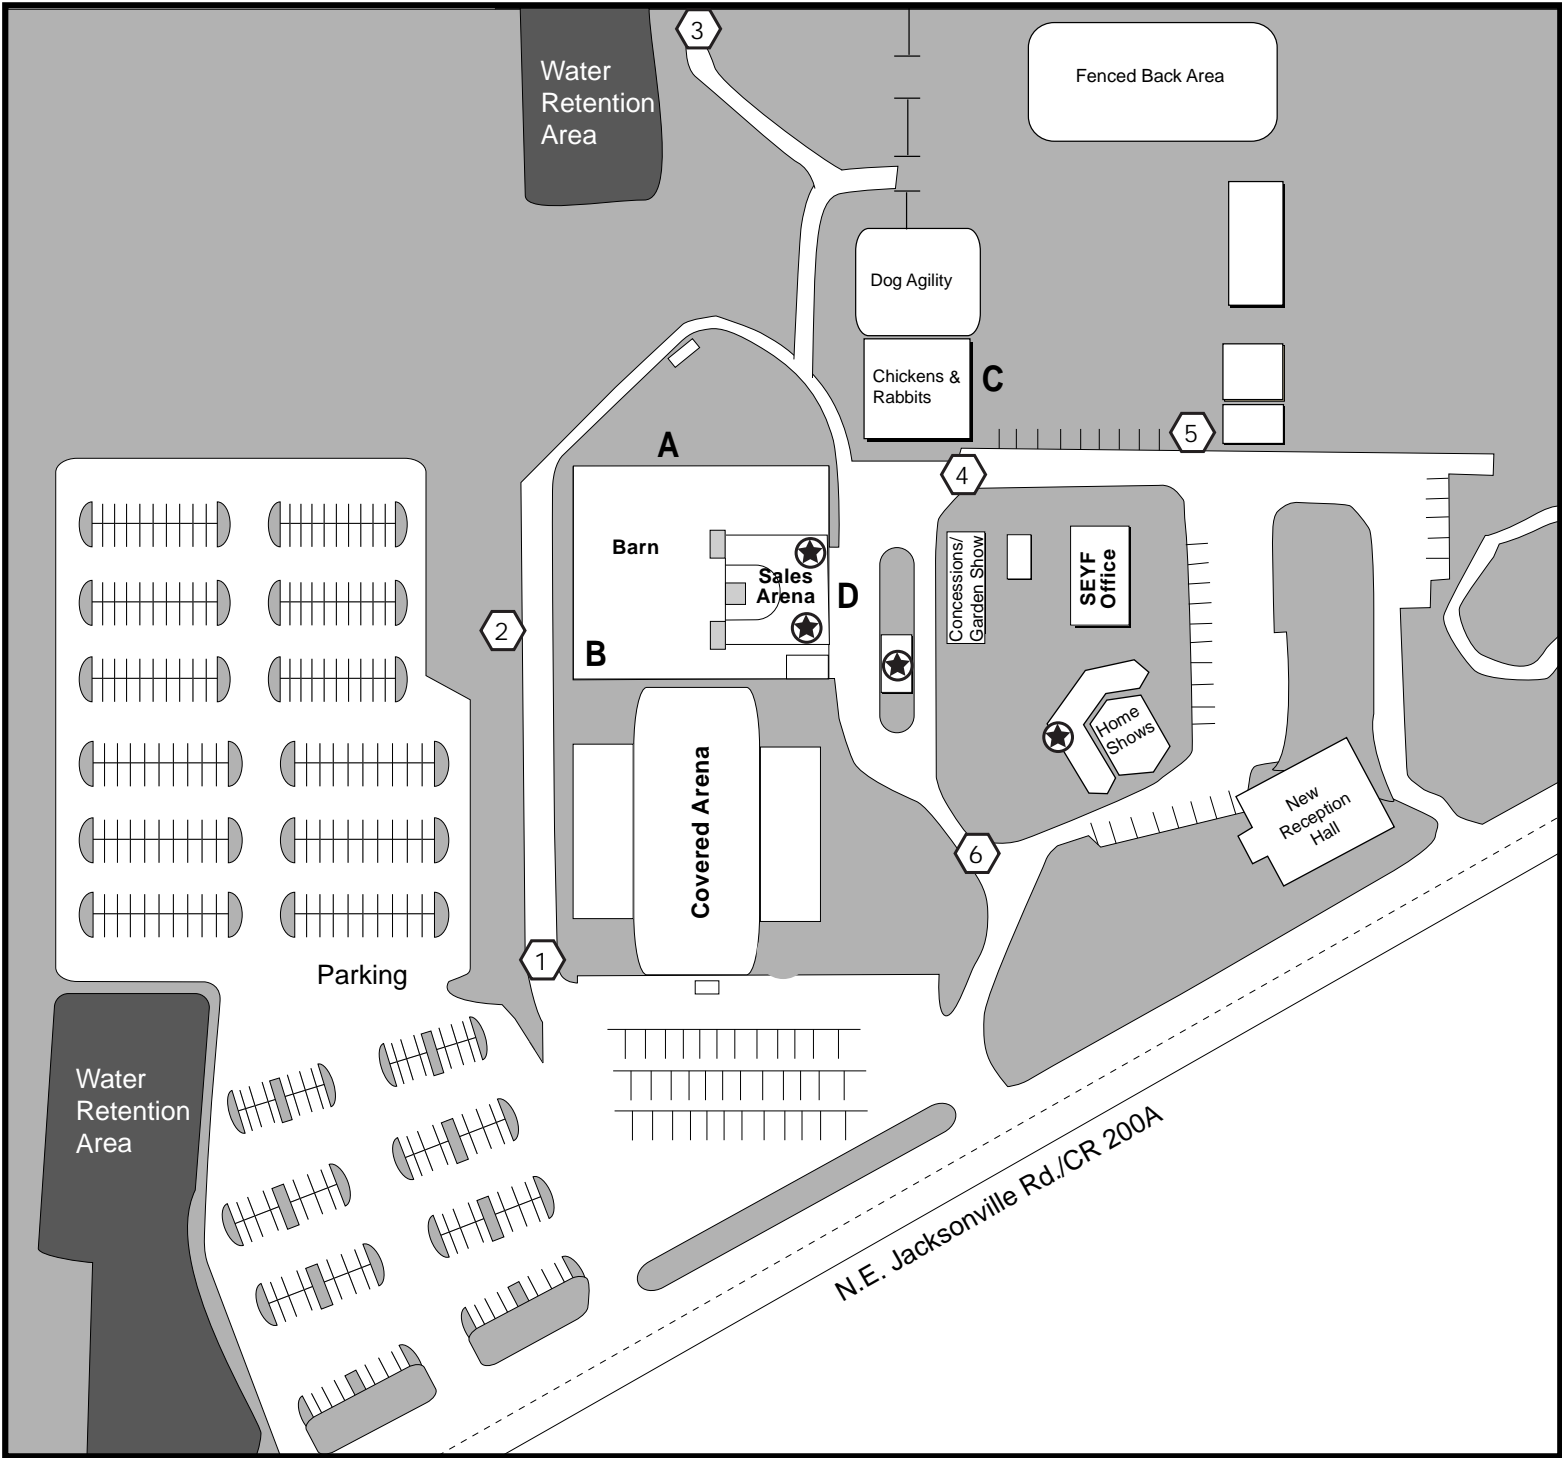 3
Water
Retention
Area
Fenced Back Area
Dog Agility
Chickens &
Rabbits
C
5
4
A
Barn
Sales
Arena
D
B
2
Concessions/
Garden Show
SEYF
Office
Home
Shows
New
Reception
Hall
6
Covered Arena
1
Parking
Water
Retention
Area
N.E. Jacksonville Rd./CR 200A